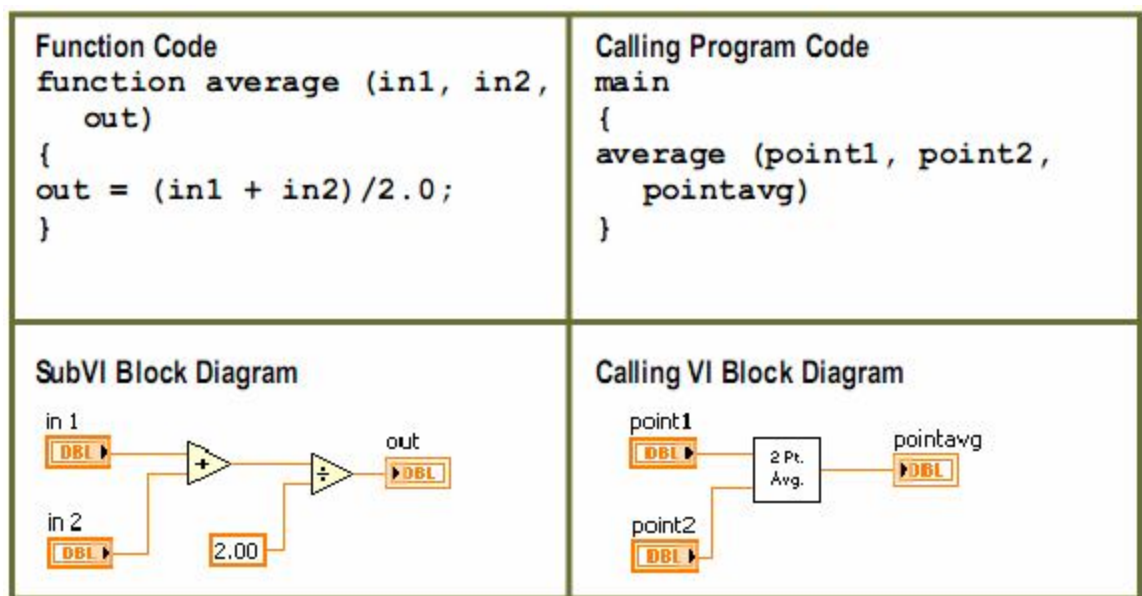 Function Code
function average (in1, in2,
out)
{
out = (in1 + in2)/2.0;
}
Calling Program Code
main
{
average (point1, point2,
pointavg)
}
SubVI Block Diagram
in 1
DBL
+
÷
out
DBL
in 2
DBL
2.00
Calling VI Block Diagram
point1
DBL
2 Pt.
Avg.
pointavg
DBL
point2
DBL